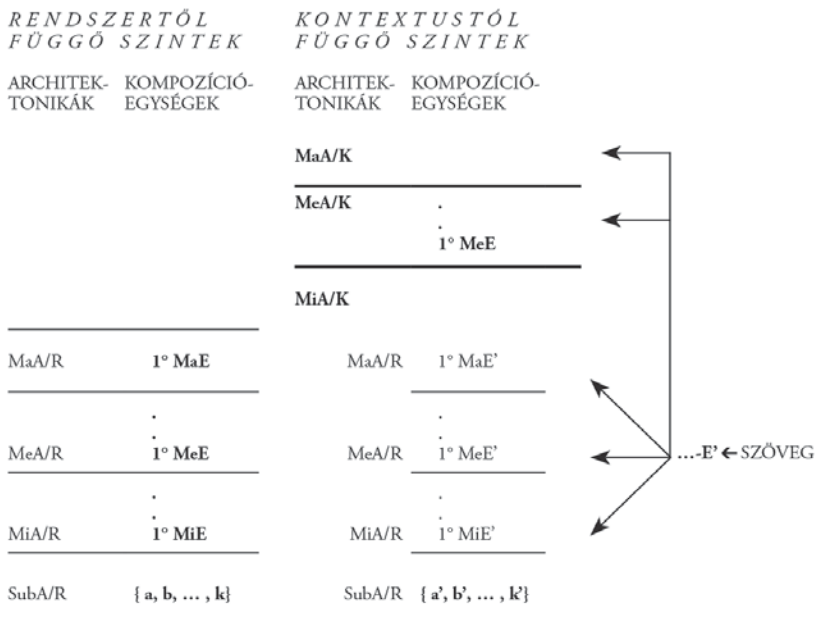 RENDSZERTŐL KONTEXTUSTÓL
FÜGGŐ SZINTEK FÜGGŐ SZINTEK
ARCHITEK- KOMPOZÍCIÓ- ARCHITEK- KOMPOZÍCIÓ-
TONIKÁK EGYSÉGEK TONIKÁK EGYSÉGEK
MaA/K
MeA/K .
.
1° MeE
MiA/K
MaA/R 1° MaE MaA/R 1° MaE’
. .
. .
MeA/R 1° MeE MeA/R 1° MeE’ …-E’ ← SZÖVEG
. .
. .
MiA/R 1° MiE MiA/R 1° MiE’
SubA/R { a, b, … , k} SubA/R { a’, b’, … , k’}